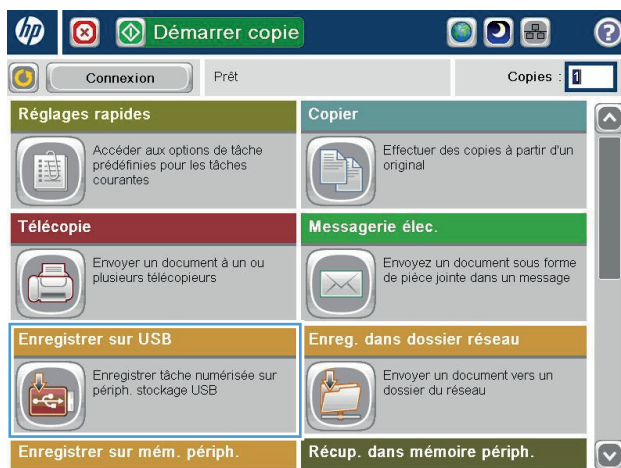 hp
Démarrer copie
?
Connexion
Prêt
Copies : 1
Réglages rapides
Accéder aux options de tâche
prédéfinies pour les tâches
courantes
Copier
Effectuer des copies à partir d'un
original
Télécopie
Envoyer un document à un ou
plusieurs télécopieurs
Messagerie élec.
Envoyez un document sous forme
de pièce jointe dans un message
Enregistrer sur USB
Enregistrer tâche numérisée sur
périph. stockage USB
Enreg. dans dossier réseau
Envoyer un document vers un
dossier du réseau
Enregistrer sur mém. périph.
Récup. dans mémoire périph.